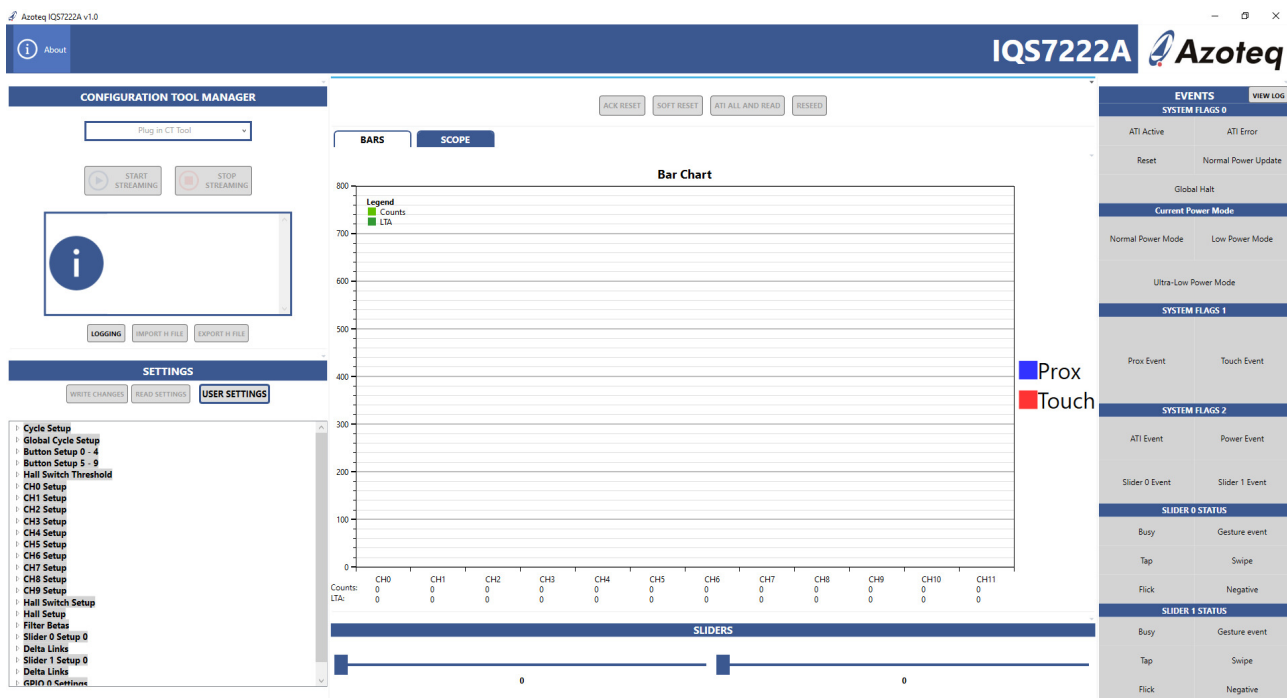 Azoteq IQS7222A v1.0
About
IQS7222A
Azoteq
CONFIGURATION TOOL MANAGER
Plug in CT Tool
START STREAMING
STOP STREAMING
LOGGING
IMPORT H FILE
EXPORT H FILE
SETTINGS
WRITE CHANGES
READ SETTINGS
USER SETTINGS
Cycle Setup
Global Cycle Setup
Button Setup 0 - 4
Button Setup 5 - 9
Hall Switch Threshold
CH0 Setup
CH1 Setup
CH2 Setup
CH3 Setup
CH4 Setup
CH5 Setup
CH6 Setup
CH7 Setup
CH8 Setup
CH9 Setup
Hall Switch Setup
Hall Setup
Filter Betas
Slider 0 Setup 0
Delta Links
Slider 1 Setup 0
Delta Links
GPIO 0 Settings
ACK RESET
SOFT RESET
ATI ALL AND READ
RESEED
BARS
SCOPE
Bar Chart
Legend
Counts
LTA
800
700
600
500
400
300
200
100
0
CH0 CH1 CH2 CH3 CH4 CH5 CH6 CH7 CH8 CH9 CH10 CH11
Counts: 0 0 0 0 0 0 0 0 0 0 0 0
LTA: 0 0 0 0 0 0 0 0 0 0 0 0
Prox
Touch
SLIDERS
0
0
EVENTS
VIEW LOG
SYSTEM FLAGS 0
ATI Active
ATI Error
Reset
Normal Power Update
Global Halt
Current Power Mode
Normal Power Mode
Low Power Mode
Ultra-Low Power Mode
SYSTEM FLAGS 1
Prox Event
Touch Event
SYSTEM FLAGS 2
ATI Event
Power Event
Slider 0 Event
Slider 1 Event
SLIDER 0 STATUS
Busy
Gesture event
Tap
Swipe
Flick
Negative
SLIDER 1 STATUS
Busy
Gesture event
Tap
Swipe
Flick
Negative